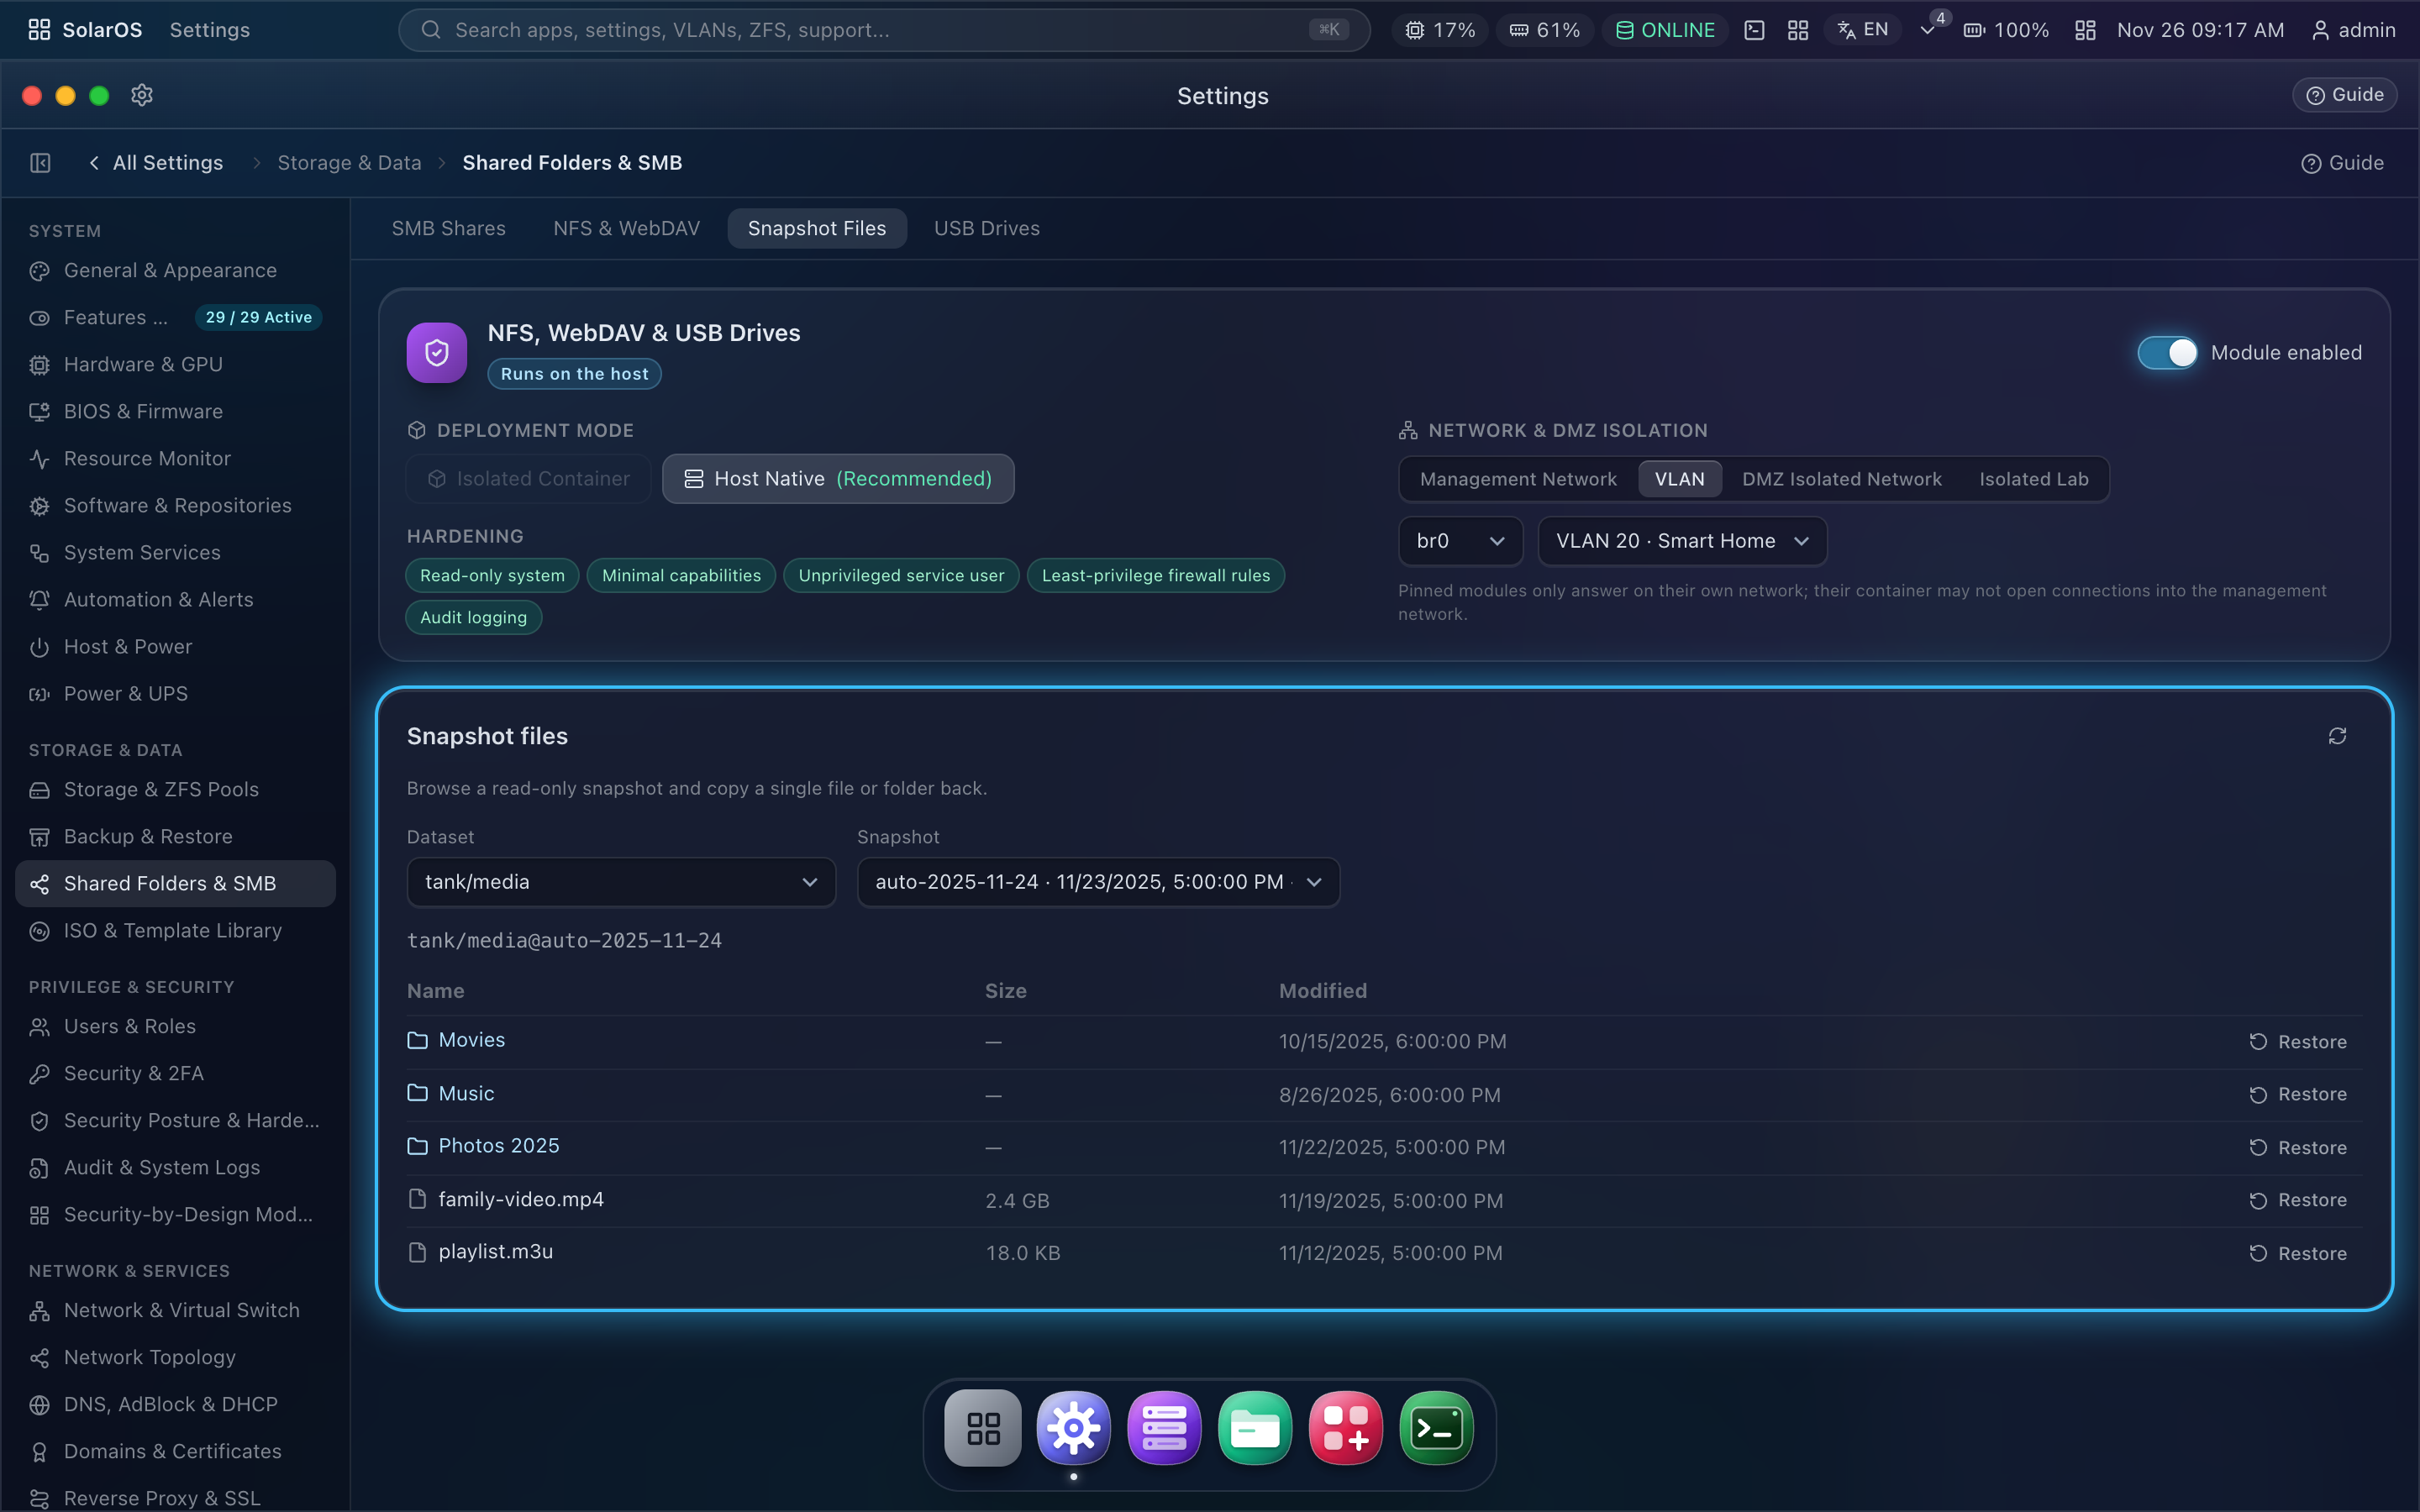 SolarOS Settings Search apps, settings, VLANs, ZFS, support... ⌘K 17% 61% ONLINE EN 4 100% Nov 26 09:17 AM admin
Settings Guide
All Settings Storage & Data Shared Folders & SMB Guide
SYSTEM
General & Appearance
Features ... 29 / 29 Active
Hardware & GPU
BIOS & Firmware
Resource Monitor
Software & Repositories
System Services
Automation & Alerts
Host & Power
Power & UPS
STORAGE & DATA
Storage & ZFS Pools
Backup & Restore
Shared Folders & SMB
ISO & Template Library
PRIVILEGE & SECURITY
Users & Roles
Security & 2FA
Security Posture & Harde...
Audit & System Logs
Security-by-Design Mod...
NETWORK & SERVICES
Network & Virtual Switch
Network Topology
DNS, AdBlock & DHCP
Domains & Certificates
Reverse Proxy & SSL
SMB Shares NFS & WebDAV Snapshot Files USB Drives
NFS, WebDAV & USB Drives
Runs on the host
Module enabled
DEPLOYMENT MODE
Isolated Container Host Native (Recommended)
HARDENING
Read-only system Minimal capabilities Unprivileged service user Least-privilege firewall rules
Audit logging
NETWORK & DMZ ISOLATION
Management Network VLAN DMZ Isolated Network Isolated Lab
br0 VLAN 20 · Smart Home
Pinned modules only answer on their own network; their container may not open connections into the management
network.
Snapshot files
Browse a read-only snapshot and copy a single file or folder back.
Dataset Snapshot
tank/media auto-2025-11-24 · 11/23/2025, 5:00:00 PM ·
tank/media@auto-2025-11-24
Name Size Modified
Movies — 10/15/2025, 6:00:00 PM Restore
Music — 8/26/2025, 6:00:00 PM Restore
Photos 2025 — 11/22/2025, 5:00:00 PM Restore
family-video.mp4 2.4 GB 11/19/2025, 5:00:00 PM Restore
playlist.m3u 18.0 KB 11/12/2025, 5:00:00 PM Restore